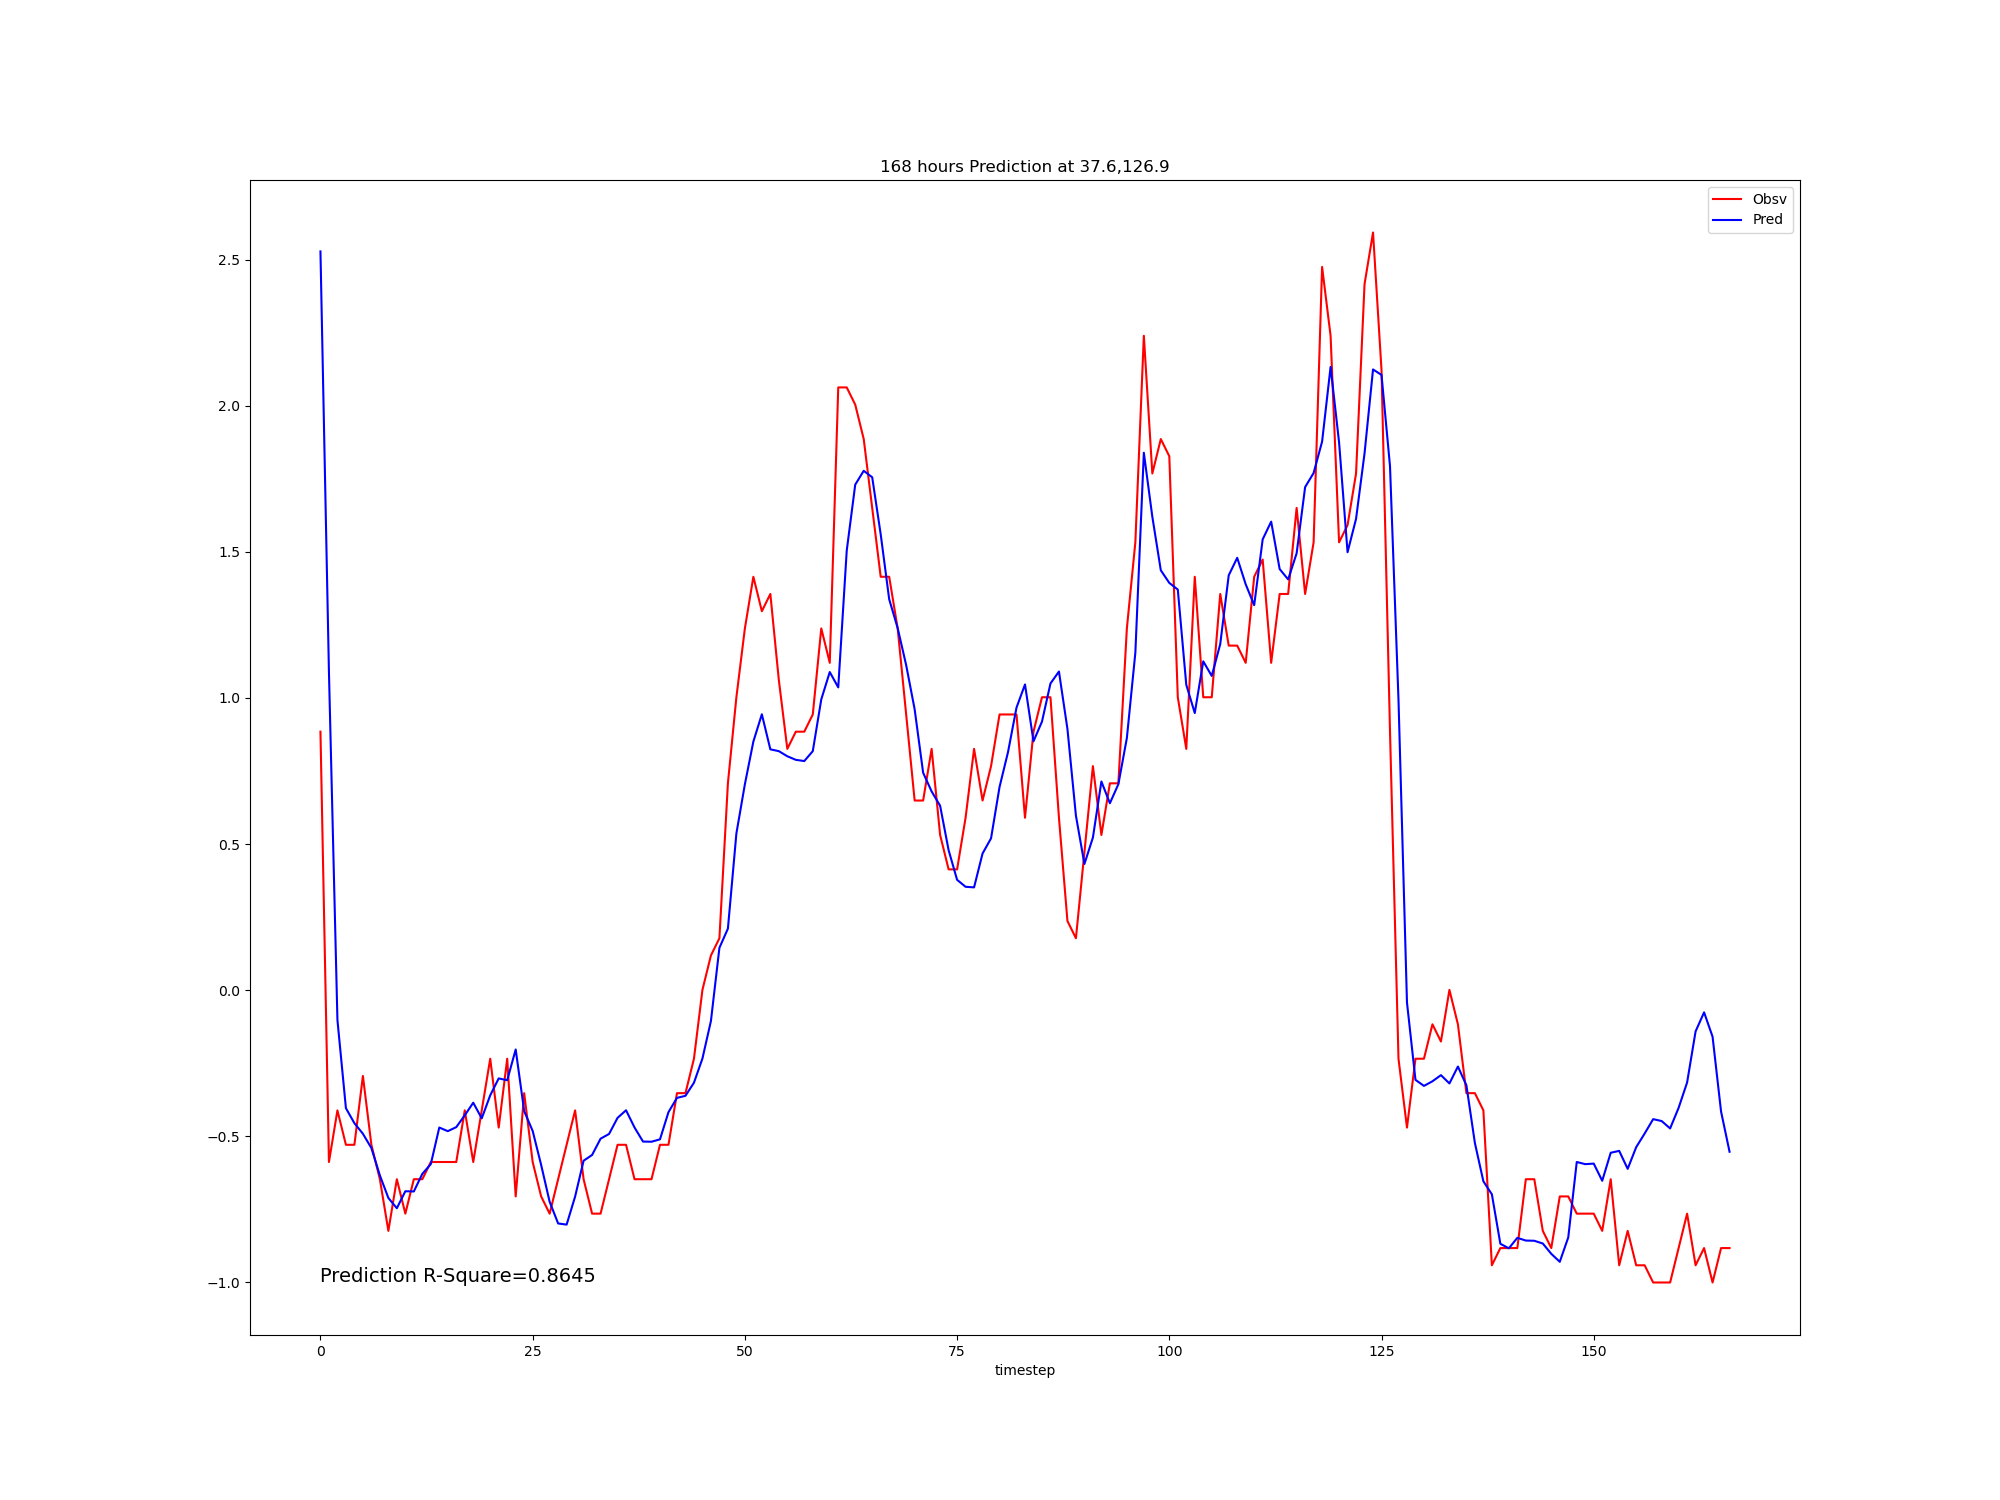 168 hours Prediction at 37.6,126.9
Obsv
Pred
2.5
2.0
1.5
1.0
0.5
0.0
−0.5
−1.0
Prediction R-Square=0.8645
0 25 50 75 100 125 150
timestep